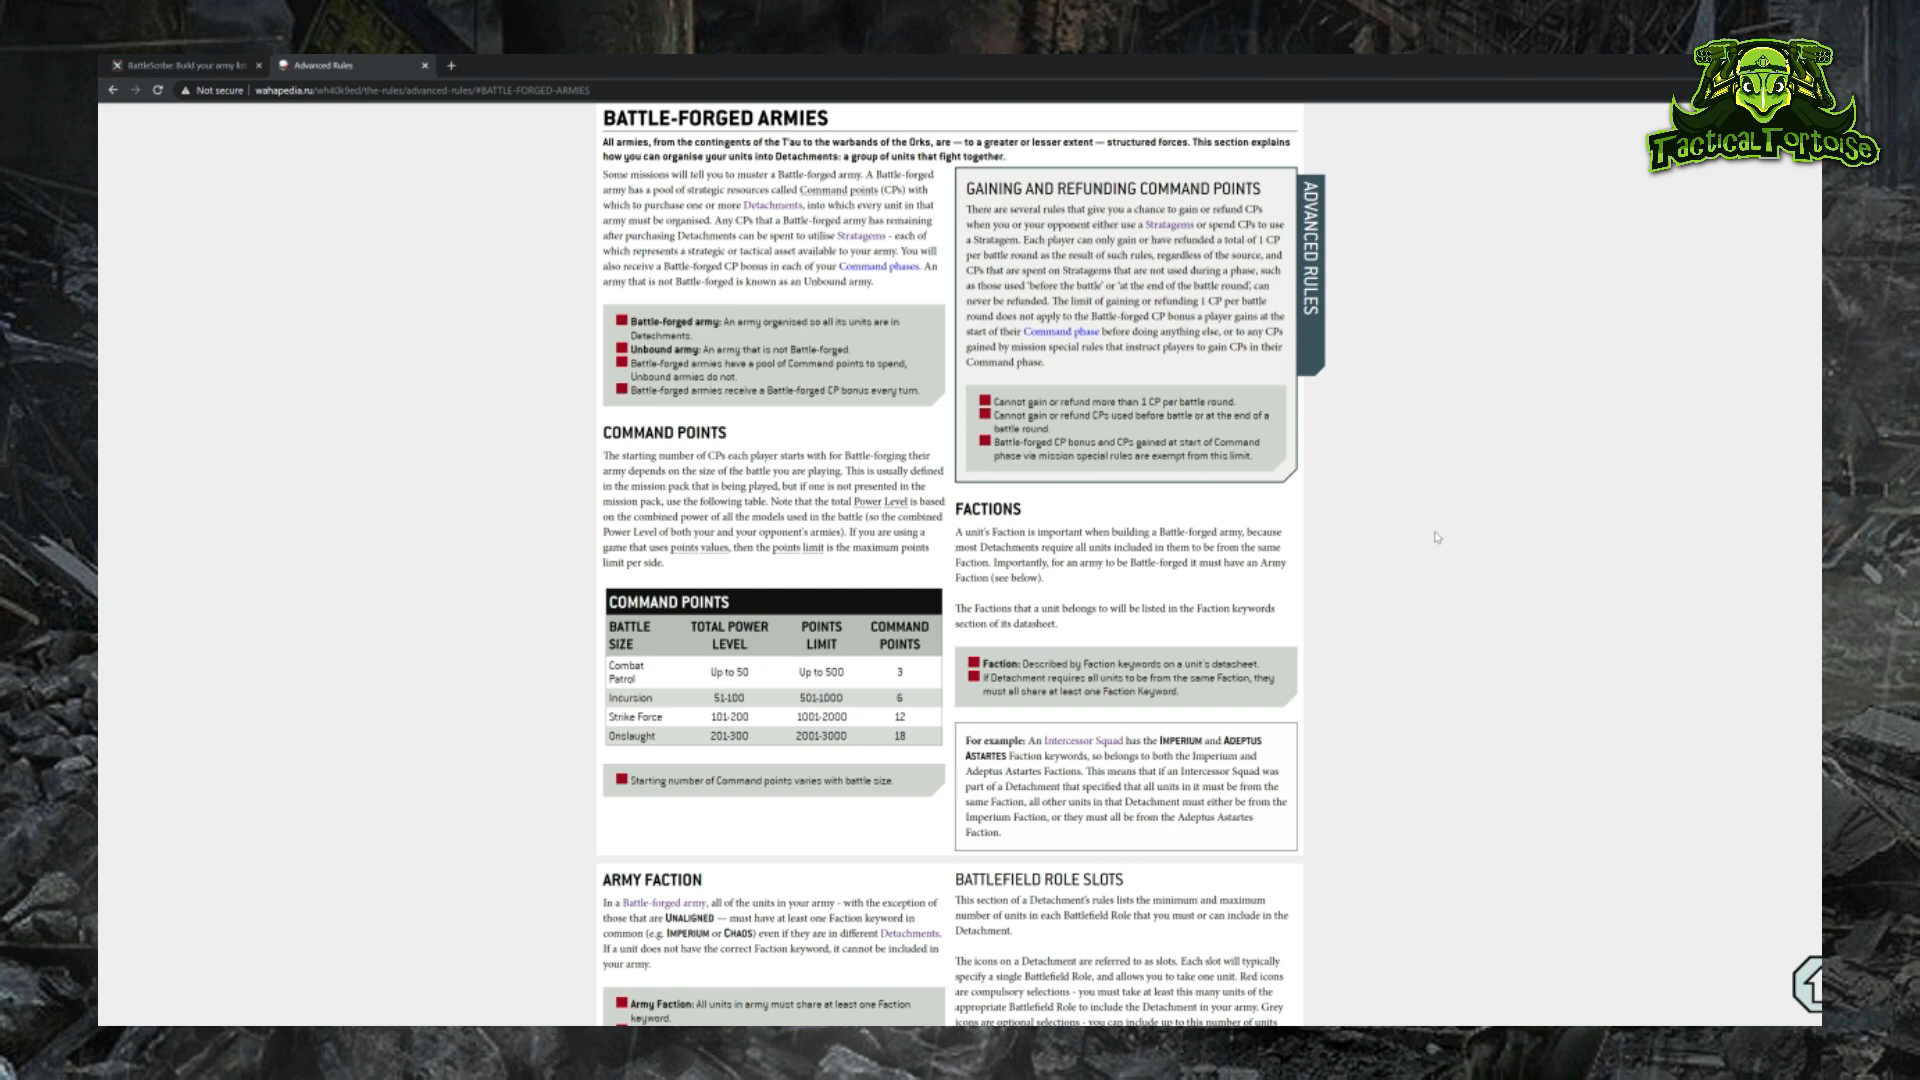 BattleScribe: Build your army list
Advanced Rules
Not secure
wahapedia.ru/wh40k9ed/the-rules/advanced-rules/#BATTLE-FORGED-ARMIES
TacticalTortoise
BATTLE-FORGED ARMIES
All armies, from the contingents of the T'au to the warbands of the Orks, are — to a greater or lesser extent — structured forces. This section explains
how you can organise your units into Detachments: a group of units that fight together.
Some missions will tell you to muster a Battle-forged army. A Battle-forged
army has a pool of strategic resources called Command points (CPs) with
which to purchase one or more Detachments, into which every unit in that
army must be organised. Any CPs that a Battle-forged army has remaining
after purchasing Detachments can be spent to utilise Stratagems - each of
which represents a strategic or tactical asset available to your army. You will
also receive a Battle-forged CP bonus in each of your Command phases. An
army that is not Battle-forged is known as an Unbound army.
Battle-forged army: An army organised so all its units are in
Detachments.
Unbound army: An army that is not Battle-forged.
Battle-forged armies have a pool of Command points to spend,
Unbound armies do not.
Battle-forged armies receive a Battle-forged CP bonus every turn.
COMMAND POINTS
The starting number of CPs each player starts with for Battle-forging their
army depends on the size of the battle you are playing. This is usually defined
in the mission pack that is being played, but if one is not presented in the
mission pack, use the following table. Note that the total Power Level is based
on the combined power of all the models used in the battle (so the combined
Power Level of both your and your opponent's armies). If you are using a
game that uses points values, then the points limit is the maximum points
limit per side.
COMMAND POINTS
BATTLE SIZE TOTAL POWER LEVEL POINTS LIMIT COMMAND POINTS
Combat Patrol Up to 50 Up to 500 3
Incursion 51-100 501-1000 6
Strike Force 101-200 1001-2000 12
Onslaught 201-300 2001-3000 18
Starting number of Command points varies with battle size.
GAINING AND REFUNDING COMMAND POINTS
There are several rules that give you a chance to gain or refund CPs
when you or your opponent either use a Stratagems or spend CPs to use
a Stratagem. Each player can only gain or have refunded a total of 1 CP
per battle round as the result of such rules, regardless of the source, and
CPs that are spent on Stratagems that are not used during a phase, such
as those used 'before the battle' or 'at the end of the battle round', can
never be refunded. The limit of gaining or refunding 1 CP per battle
round does not apply to the Battle-forged CP bonus a player gains at the
start of their Command phase before doing anything else, or to any CPs
gained by mission special rules that instruct players to gain CPs in their
Command phase.
Cannot gain or refund more than 1 CP per battle round.
Cannot gain or refund CPs used before battle or at the end of a
battle round.
Battle-forged CP bonus and CPs gained at start of Command
phase via mission special rules are exempt from this limit.
ADVANCED RULES
FACTIONS
A unit's Faction is important when building a Battle-forged army, because
most Detachments require all units included in them to be from the same
Faction. Importantly, for an army to be Battle-forged it must have an Army
Faction (see below).
The Factions that a unit belongs to will be listed in the Faction keywords
section of its datasheet.
Faction: Described by Faction keywords on a unit's datasheet.
If Detachment requires all units to be from the same Faction, they
must all share at least one Faction Keyword.
For example: An Intercessor Squad has the IMPERIUM and ADEPTUS
ASTARTES Faction keywords, so belongs to both the Imperium and
Adeptus Astartes Factions. This means that if an Intercessor Squad was
part of a Detachment that specified that all units in it must be from the
same Faction, all other units in that Detachment must either be from the
Imperium Faction, or they must all be from the Adeptus Astartes
Faction.
ARMY FACTION
In a Battle-forged army, all of the units in your army - with the exception of
those that are UNALIGNED — must have at least one Faction keyword in
common (e.g. IMPERIUM or CHAOS) even if they are in different Detachments.
If a unit does not have the correct Faction keyword, it cannot be included in
your army.
Army Faction: All units in army must share at least one Faction
keyword.
BATTLEFIELD ROLE SLOTS
This section of a Detachment's rules lists the minimum and maximum
number of units in each Battlefield Role that you must or can include in the
Detachment.
The icons on a Detachment are referred to as slots. Each slot will typically
specify a single Battlefield Role, and allows you to take one unit. Red icons
are compulsory selections - you must take at least this many units of the
appropriate Battlefield Role to include the Detachment in your army. Grey
icons are optional selections - you can include up to this number of units